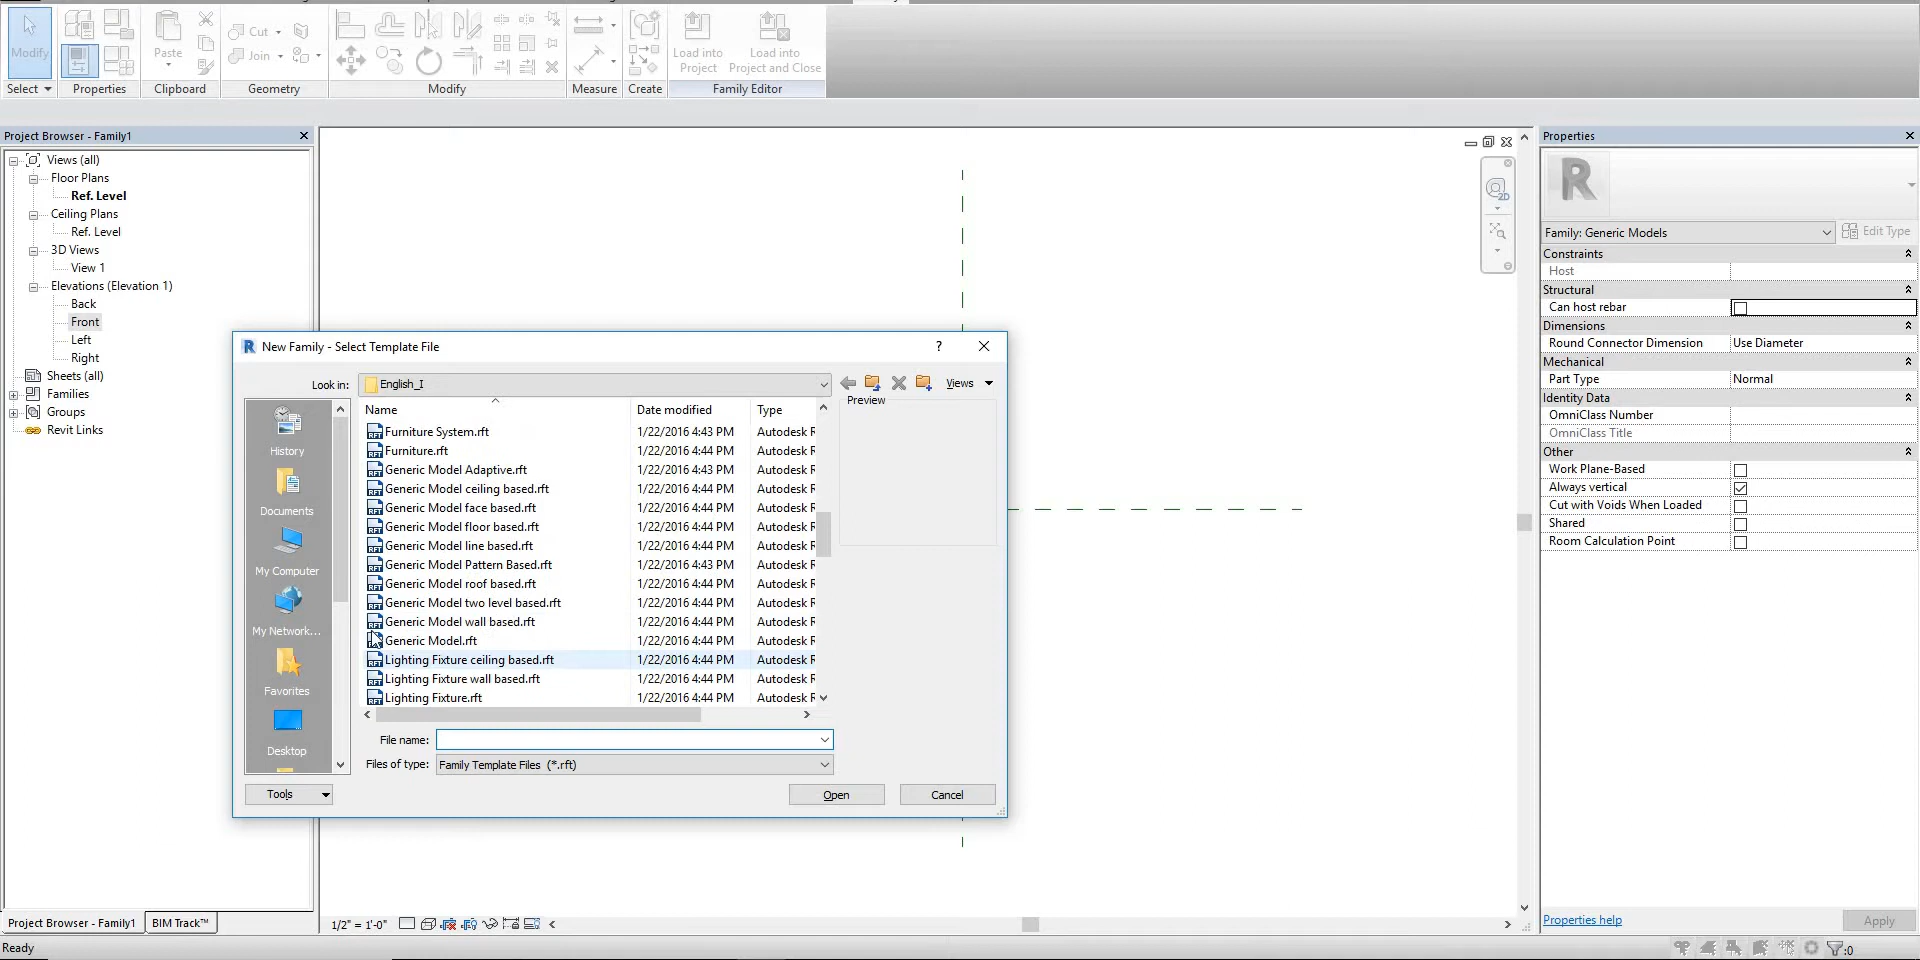 Modify
Paste
Cut
Join
Load into
Project
Load into
Project and Close
Select
Properties
Clipboard
Geometry
Modify
Measure
Create
Family Editor
Project Browser - Family1
Views (all)
Floor Plans
Ref. Level
Ceiling Plans
Ref. Level
3D Views
View 1
Elevations (Elevation 1)
Back
Front
Left
Right
Sheets (all)
Families
Groups
Revit Links
2D
New Family - Select Template File
?
Look in:
English_I
Views
Preview
History
Documents
My Computer
My Network...
Favorites
Desktop
Name Date modified Type
Furniture System.rft 1/22/2016 4:43 PM Autodesk R
Furniture.rft 1/22/2016 4:44 PM Autodesk R
Generic Model Adaptive.rft 1/22/2016 4:43 PM Autodesk R
Generic Model ceiling based.rft 1/22/2016 4:44 PM Autodesk R
Generic Model face based.rft 1/22/2016 4:44 PM Autodesk R
Generic Model floor based.rft 1/22/2016 4:44 PM Autodesk R
Generic Model line based.rft 1/22/2016 4:44 PM Autodesk R
Generic Model Pattern Based.rft 1/22/2016 4:43 PM Autodesk R
Generic Model roof based.rft 1/22/2016 4:44 PM Autodesk R
Generic Model two level based.rft 1/22/2016 4:44 PM Autodesk R
Generic Model wall based.rft 1/22/2016 4:44 PM Autodesk R
Generic Model.rft 1/22/2016 4:44 PM Autodesk R
Lighting Fixture ceiling based.rft 1/22/2016 4:44 PM Autodesk R
Lighting Fixture wall based.rft 1/22/2016 4:44 PM Autodesk R
Lighting Fixture.rft 1/22/2016 4:44 PM Autodesk R
File name:
Files of type: Family Template Files (*.rft)
Tools
Open
Cancel
Properties
R
Family: Generic Models
Edit Type
Constraints
Host
Structural
Can host rebar
Dimensions
Round Connector Dimension Use Diameter
Mechanical
Part Type Normal
Identity Data
OmniClass Number
OmniClass Title
Other
Work Plane-Based
Always vertical
Cut with Voids When Loaded
Shared
Room Calculation Point
Properties help
Apply
Project Browser - Family1
BIM Track™
1/2" = 1'-0"
Ready
:0